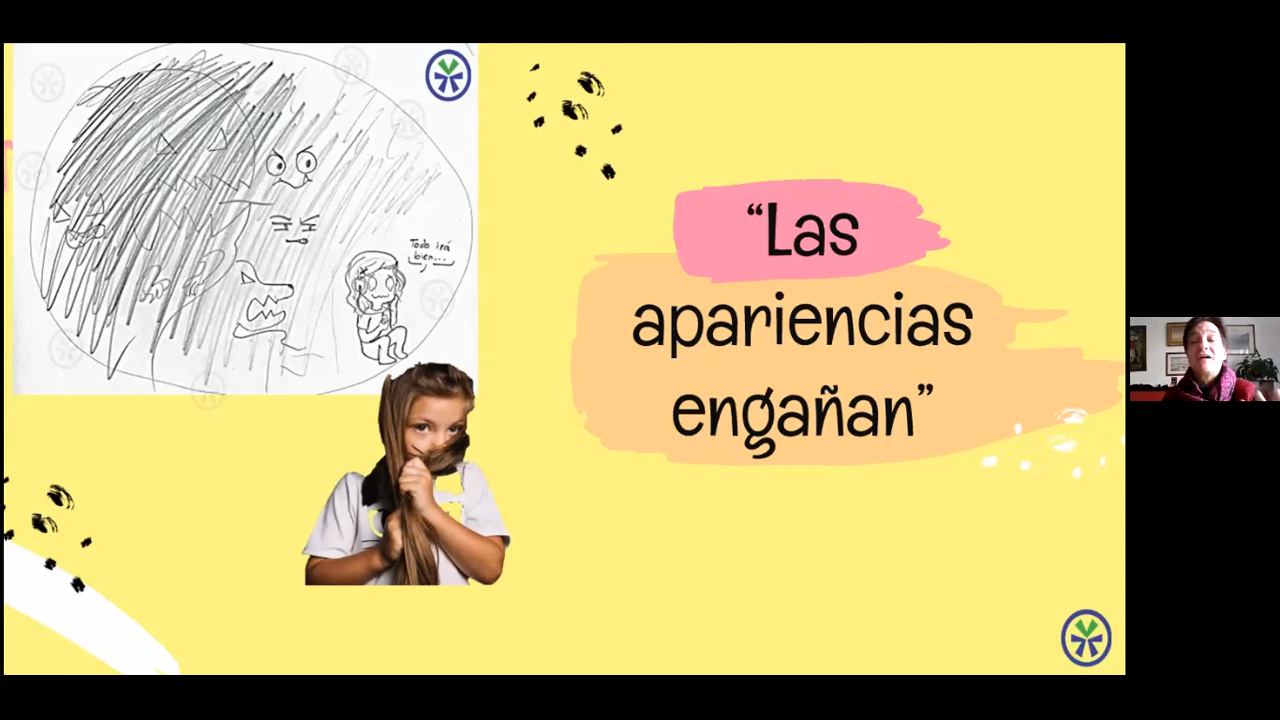 Todo irá
bien...
“Las
apariencias
engañan”